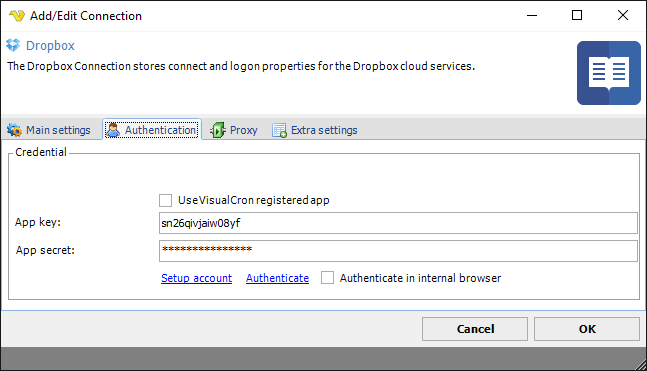 Add/Edit Connection
Dropbox
The Dropbox Connection stores connect and logon properties for the Dropbox cloud services.
Main settings Authentication Proxy Extra settings
Credential
Use VisualCron registered app
App key: sn26qivjaiw08yf
App secret: ***************
Setup account Authenticate Authenticate in internal browser
Cancel OK